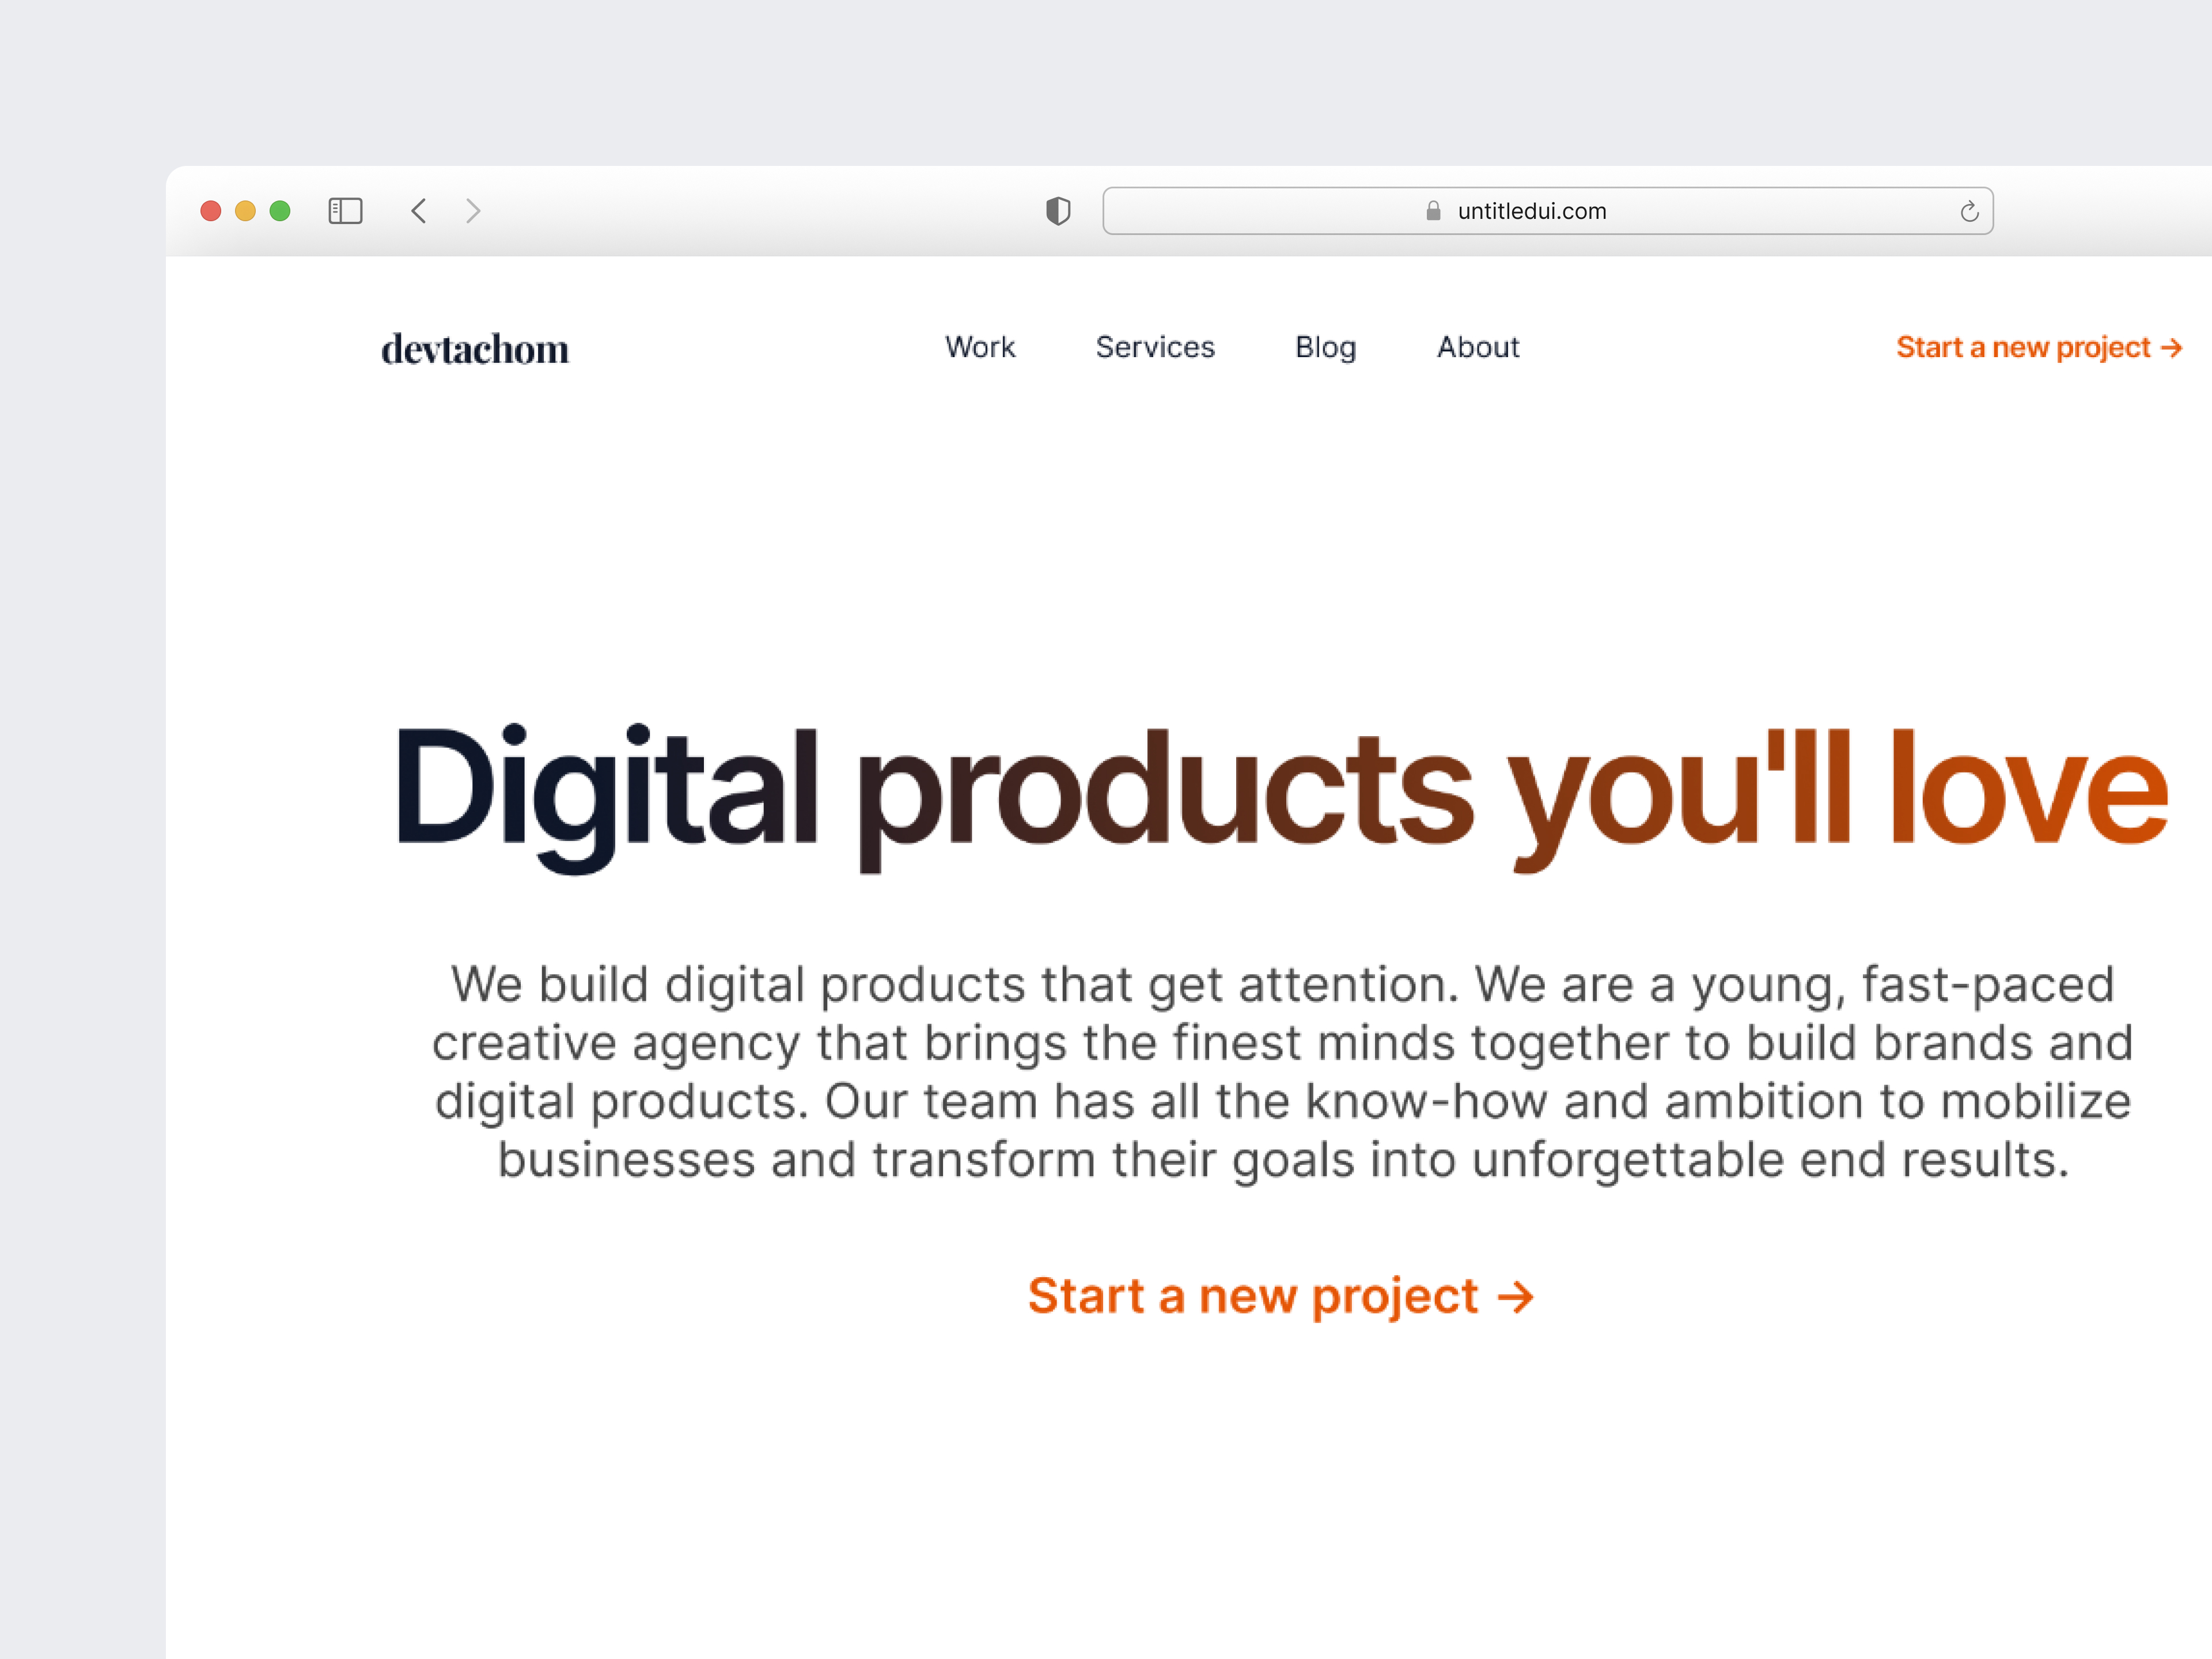 untitledui.com
devtachom
Work
Services
Blog
About
Start a new project →
Digital products you'll love
We build digital products that get attention. We are a young, fast-paced
creative agency that brings the finest minds together to build brands and
digital products. Our team has all the know-how and ambition to mobilize
businesses and transform their goals into unforgettable end results.
Start a new project →